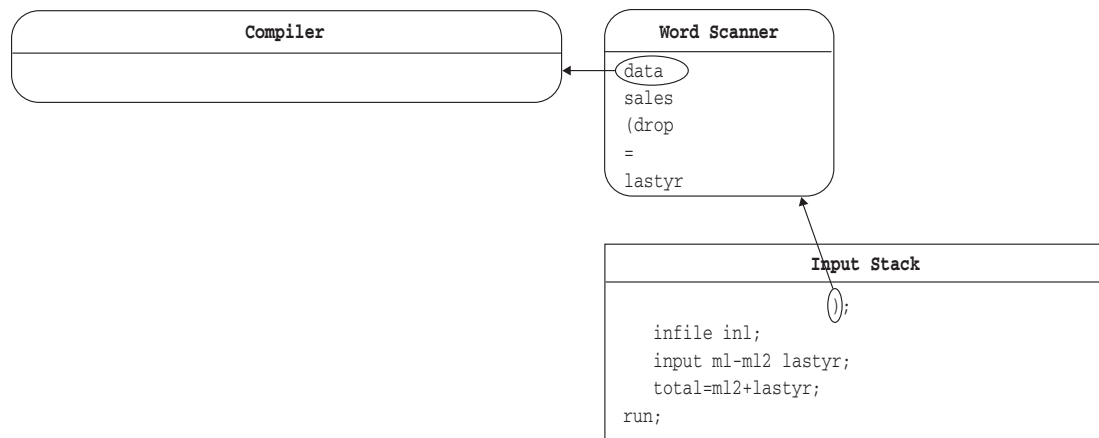 Compiler
Word Scanner
data
sales
(drop
=
lastyr
Input Stack
);
infile in1;
input m1-m12 lastyr;
total=m12+lastyr;
run;